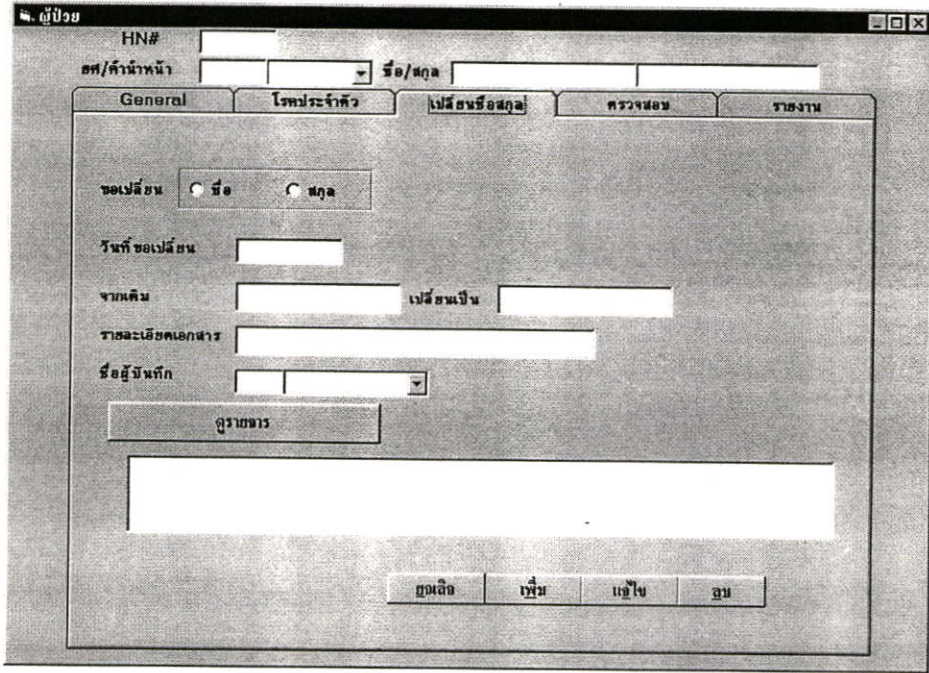 ผู้ป่วย
HN#
ยศ/คำนำหน้า ชื่อ/สกุล
General โรคประจำตัว เปลี่ยนชื่อสกุล ตรวจสอบ รายงาน
ขอเปลี่ยน ชื่อ สกุล
วันที่ขอเปลี่ยน
จากเดิม เปลี่ยนเป็น
รายละเอียดเอกสาร
ชื่อผู้บันทึก
ดูรายการ
ยกเลิก เพิ่ม แก้ไข ลบ